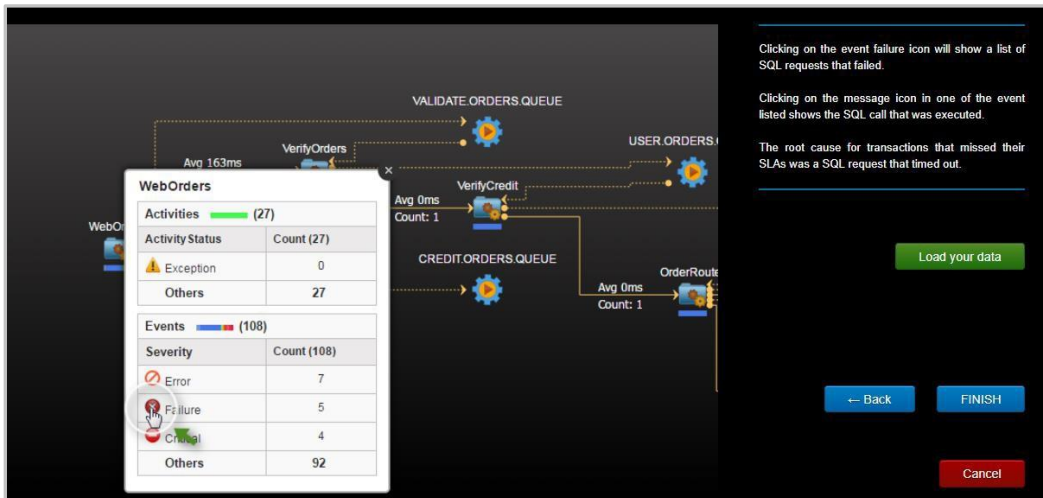 VALIDATE.ORDERS.QUEUE
USER.ORDERS.
VerifyOrders
Avg 163ms
WebOrders
VerifyCredit
Avg 0ms
Count: 1
Activities (27)
Activity Status Count (27)
Exception 0
Others 27
CREDIT.ORDERS.QUEUE
OrderRoute
Avg 0ms
Count: 1
Events (108)
Severity Count (108)
Error 7
Failure 5
Critical 4
Others 92
Clicking on the event failure icon will show a list of
SQL requests that failed.
Clicking on the message icon in one of the event
listed shows the SQL call that was executed.
The root cause for transactions that missed their
SLAs was a SQL request that timed out.
Load your data
← Back
FINISH
Cancel